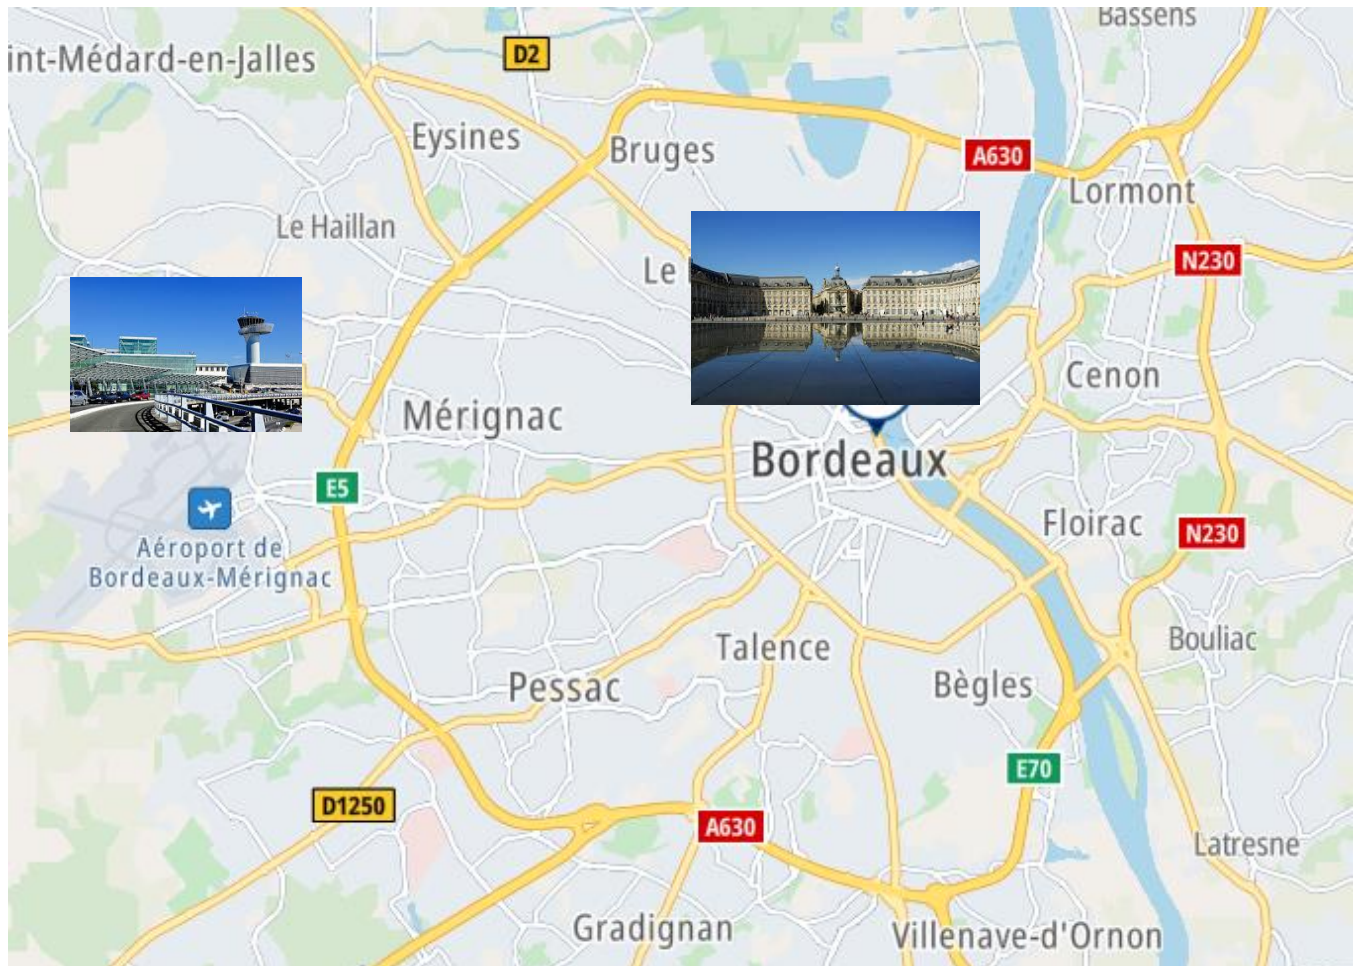 Bassens
int-Médard-en-Jalles
D2
Eysines
Bruges
A630
Lormont
Le Haillan
N230
Le
Cenon
Mérignac
Bordeaux
E5
Floirac
N230
Aéroport de
Bordeaux-Mérignac
Talence
Bouliac
Pessac
Bègles
E70
D1250
A630
Latresne
Gradignan
Villenave-d'Ornon